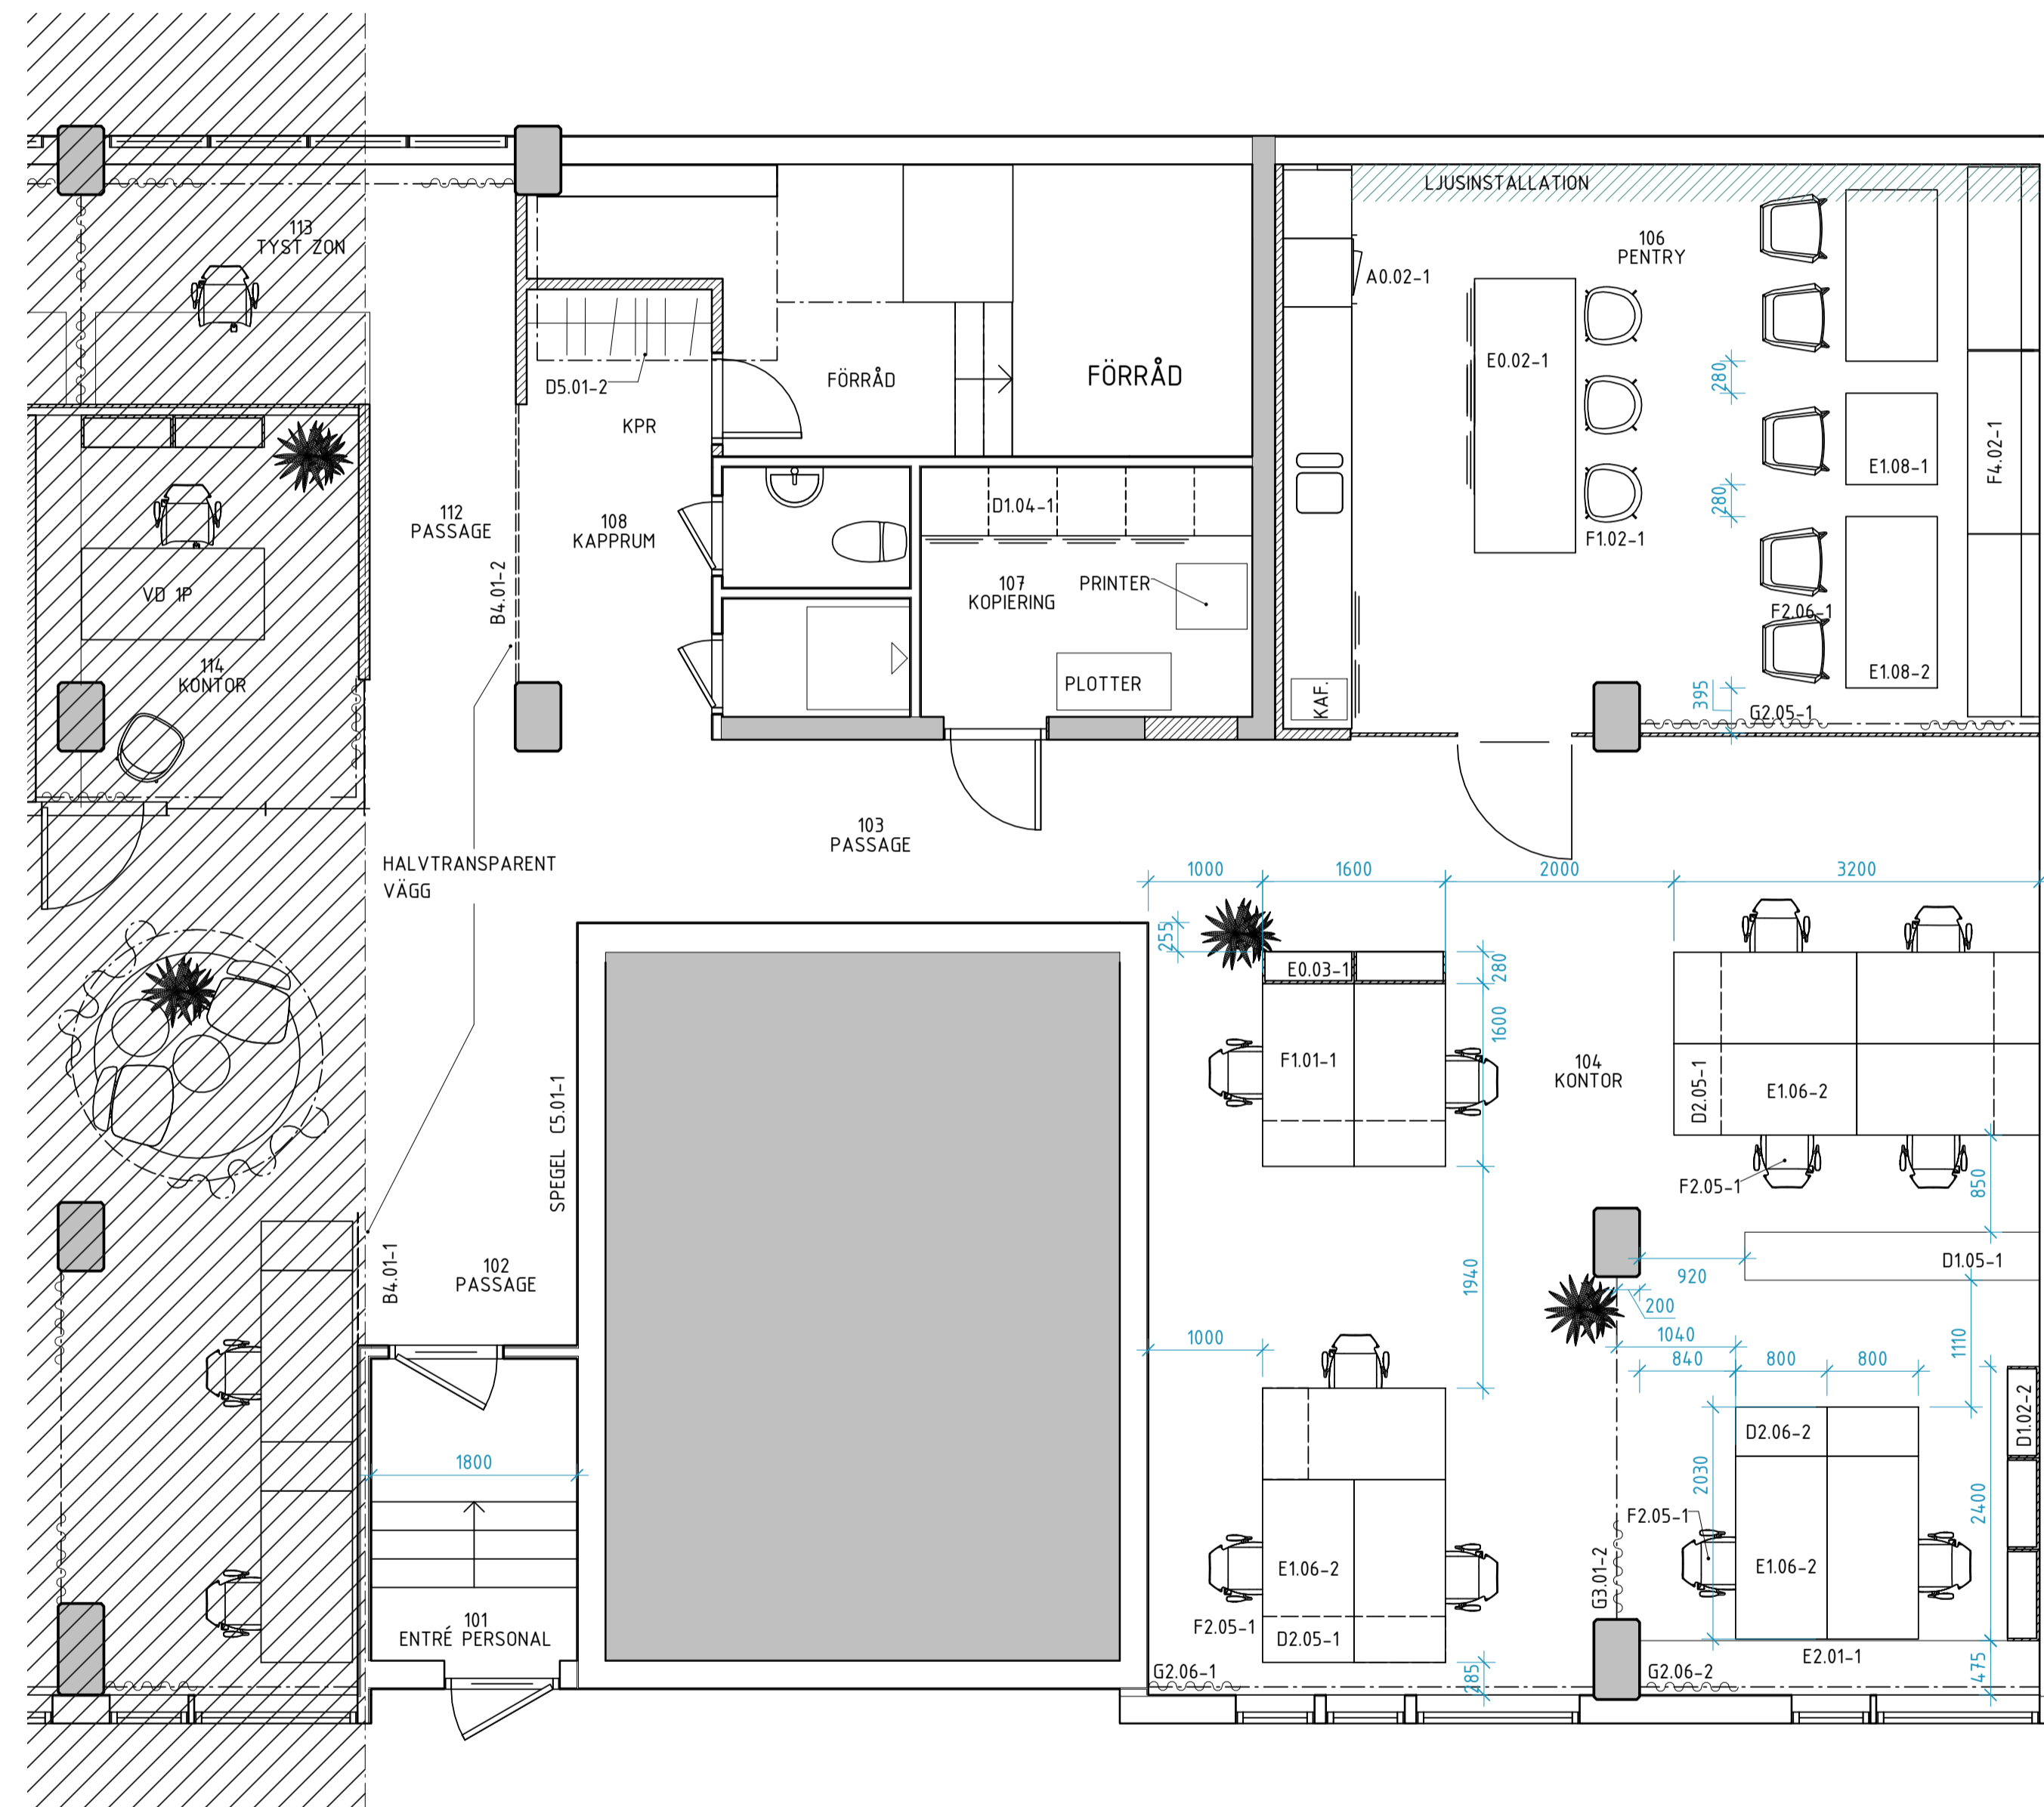 LJUSINSTALLATION
113
TYST ZON
106
PENTRY
A0.02-1
E0.02-1
280
FÖRRÅD
FÖRRÅD
D5.01-2
KPR
F4.02-1
E1.08-1
280
D1.04-1
112
PASSAGE
108
KAPPRUM
F1.02-1
B4.01-2
107
KOPIERING
PRINTER
VD 1P
F2.06-1
114
KONTOR
PLOTTER
KAF.
E1.08-2
395
G2.05-1
103
PASSAGE
HALVTRANSPARENT
VÄGG
1000
1600
2000
3200
255
E0.03-1
280
1600
F1.01-1
104
KONTOR
D2.05-1
E1.06-2
SPEGEL C5.01-1
F2.05-1
850
B4.01-1
102
PASSAGE
D1.05-1
920
200
1940
1000
1040
1110
840
800
800
D1.02-2
D2.06-2
1800
2030
2400
F2.05-1
E1.06-2
E1.06-2
G3.01-2
101
ENTRÉ PERSONAL
F2.05-1
D2.05-1
E2.01-1
G2.06-1
285
G2.06-2
475